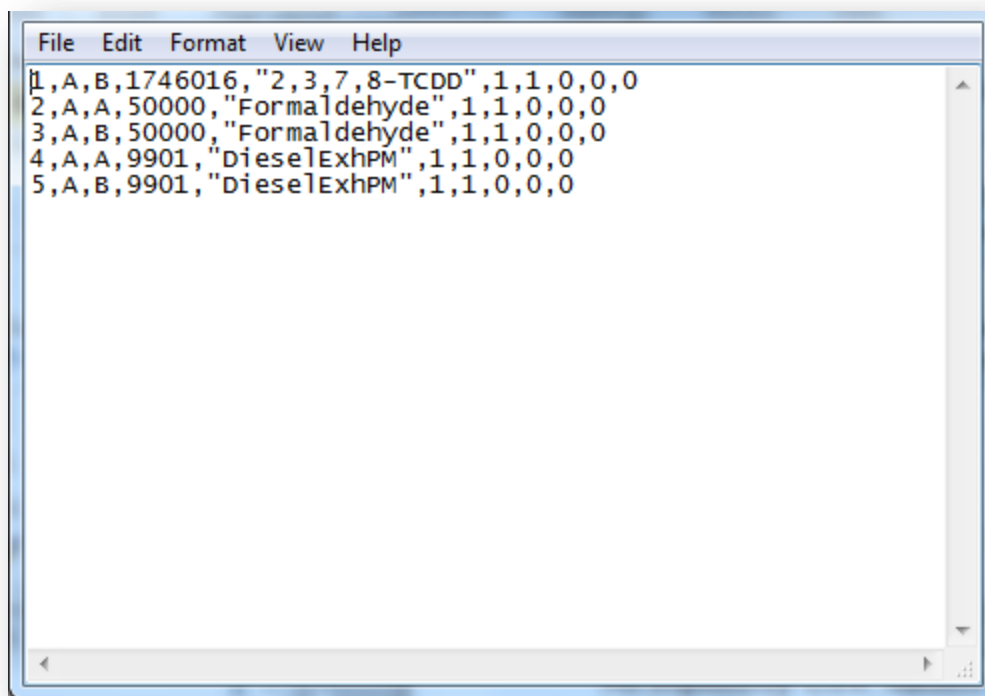 File Edit Format View Help
1,A,B,1746016,"2,3,7,8-TCDD",1,1,0,0,0
2,A,A,50000,"Formaldehyde",1,1,0,0,0
3,A,B,50000,"Formaldehyde",1,1,0,0,0
4,A,A,9901,"DieselExhPM",1,1,0,0,0
5,A,B,9901,"DieselExhPM",1,1,0,0,0